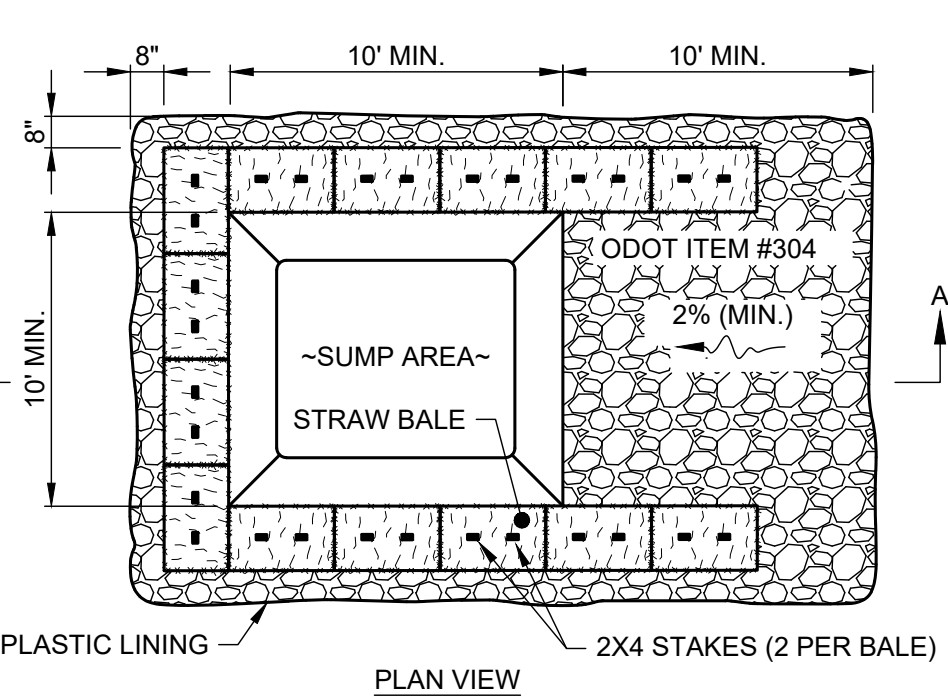 8"
10' MIN.
10' MIN.
8"
ODOT ITEM #304
2% (MIN.)
A
10' MIN.
~SUMP AREA~
STRAW BALE
PLASTIC LINING
2X4 STAKES (2 PER BALE)
PLAN VIEW